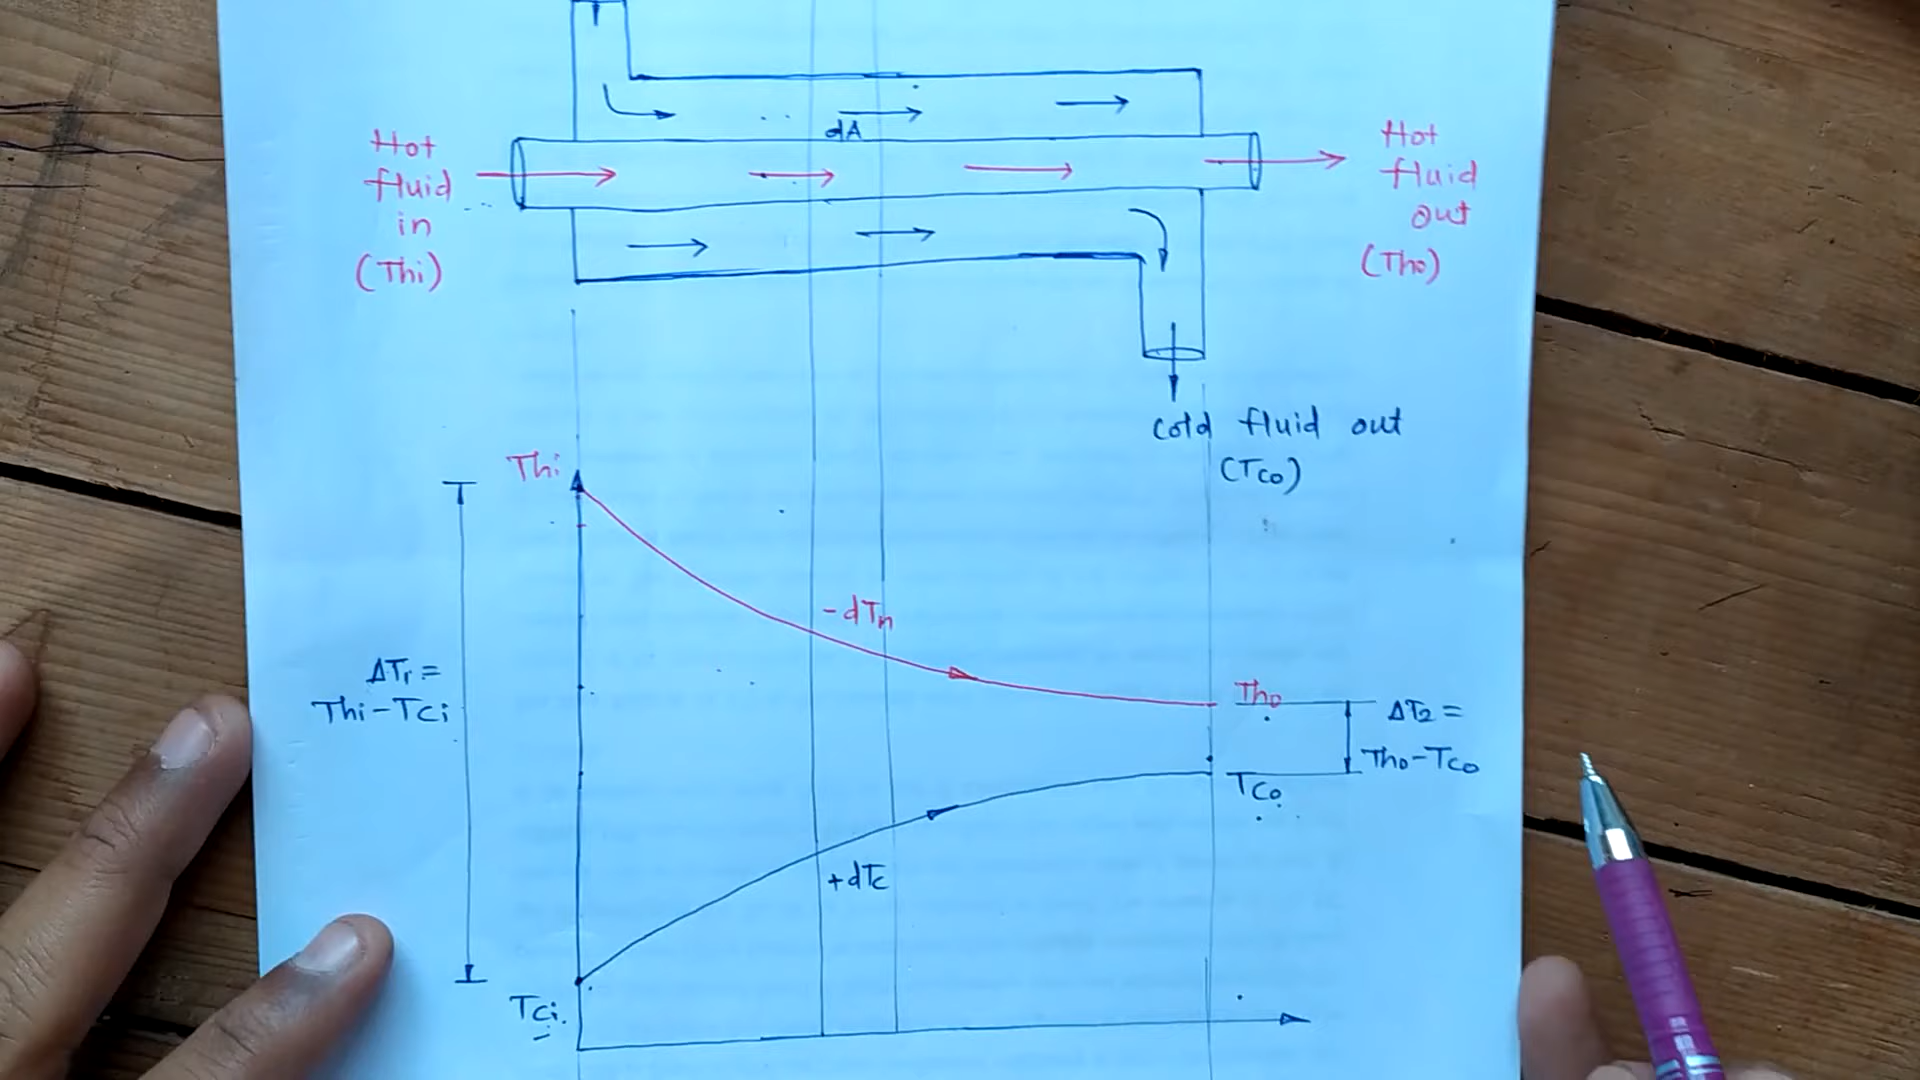 dA
Hot
fluid
in
(Thi)
Hot
fluid
out
(Tho)
Cold fluid out
(Tco)
Thi
-dTh
ΔT1 =
Thi-Tci
Tho
ΔT2 =
Tho-Tco
Tco
+dTc
Tci